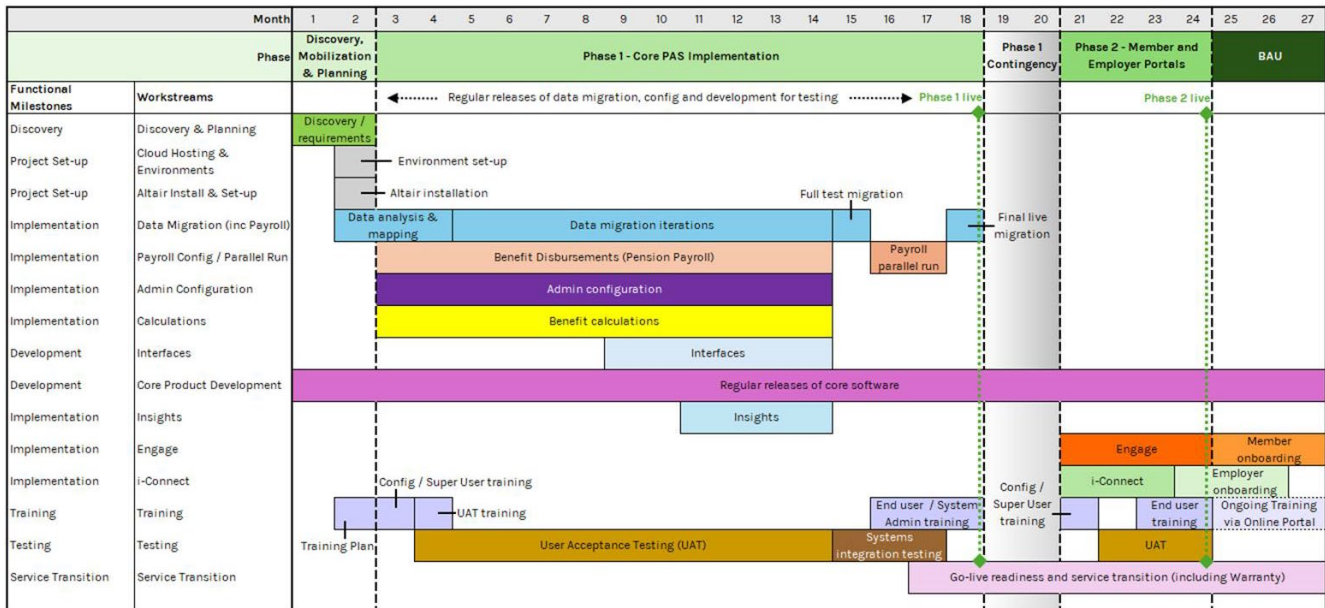 Month 1 2 3 4 5 6 7 8 9 10 11 12 13 14 15 16 17 18 19 20 21 22 23 24 25 26 27
Phase
Discovery,
Mobilization
& Planning
Phase 1 - Core PAS Implementation
Phase 1
Contingency
Phase 2 - Member and
Employer Portals
BAU
Functional
Milestones
Workstreams
Regular releases of data migration, config and development for testing
Phase 1 live
Phase 2 live
Discovery
Discovery & Planning
Discovery /
requirements
Project Set-up
Cloud Hosting &
Environments
Environment set-up
Project Set-up
Altair Install & Set-up
Altair installation
Full test migration
Implementation
Data Migration (inc Payroll)
Data analysis &
mapping
Data migration iterations
Final live
migration
Implementation
Payroll Config / Parallel Run
Benefit Disbursements (Pension Payroll)
Payroll
parallel run
Implementation
Admin Configuration
Admin configuration
Implementation
Calculations
Benefit calculations
Development
Interfaces
Interfaces
Development
Core Product Development
Regular releases of core software
Implementation
Insights
Insights
Implementation
Engage
Engage
Member
onboarding
Implementation
i-Connect
Config / Super User training
i-Connect
Employer
onboarding
Training
Training
Training Plan
UAT training
End user / System
Admin training
Config /
Super User
training
End user
training
Ongoing Training
via Online Portal
Testing
Testing
User Acceptance Testing (UAT)
Systems
integration testing
UAT
Service Transition
Service Transition
Go-live readiness and service transition (including Warranty)